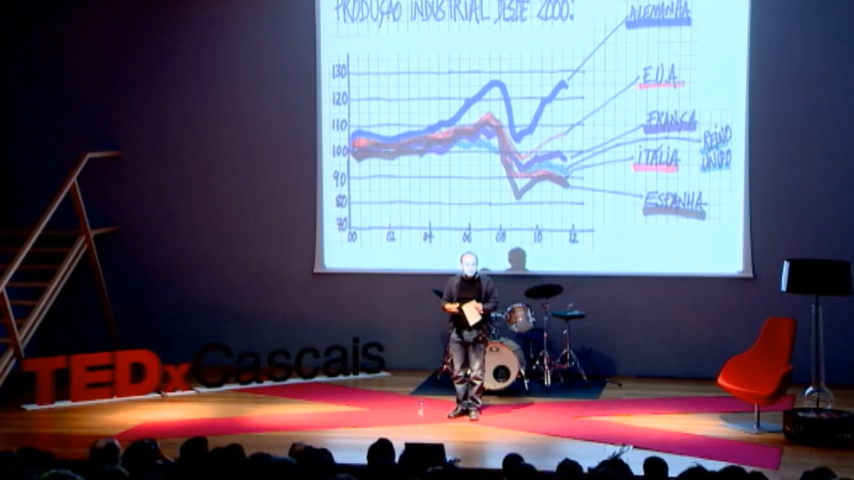 PRODUÇÃO INDUSTRIAL DESDE 2000:
ALEMANHA
E.U.A.
FRANÇA
REINO
UNIDO
ITÁLIA
ESPANHA
130
120
110
100
90
80
70
00 02 04 06 08 10 12
TEDxCascais